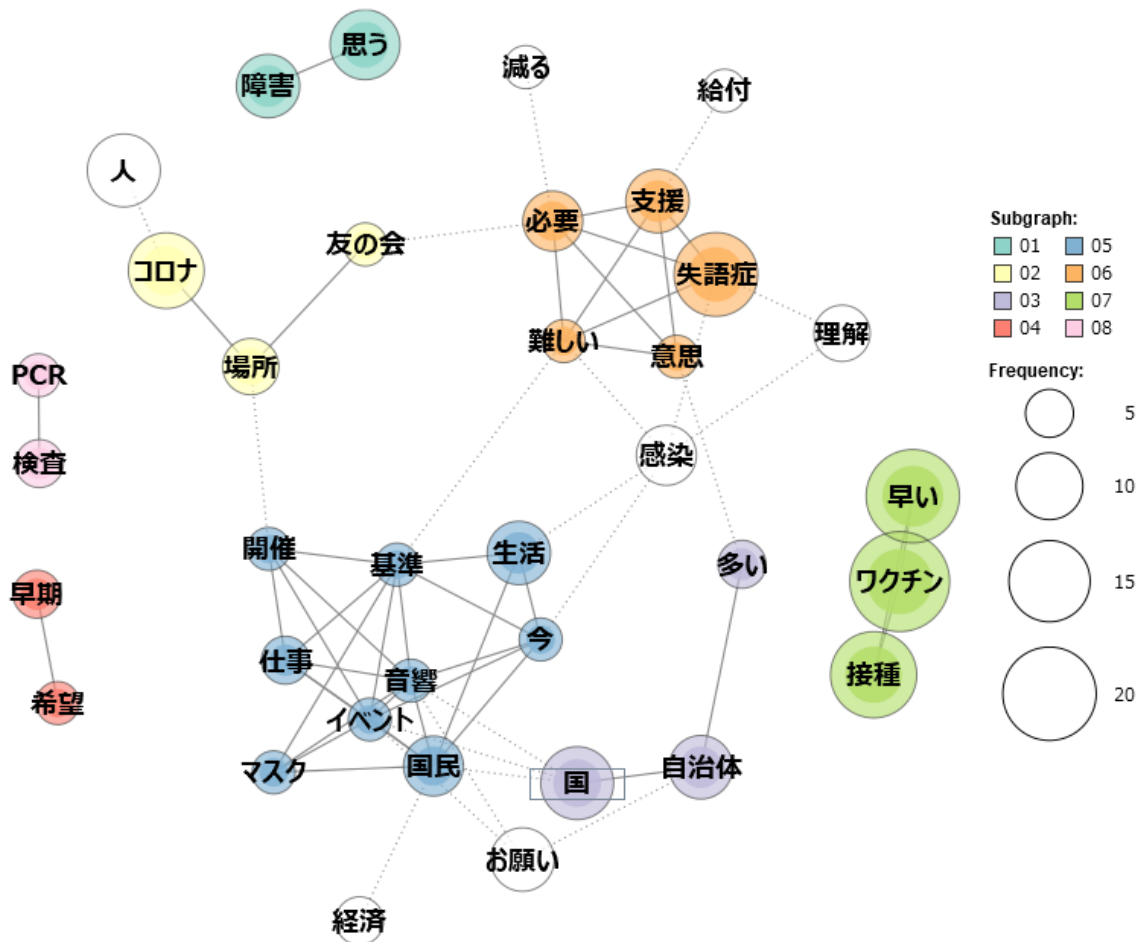 思う
障害
減る
給付
人
支援
必要
友の会
コロナ
失語症
難しい
意思
理解
場所
PCR
検査
感染
早い
開催
基準
生活
多い
ワクチン
早期
仕事
今
音響
接種
希望
イベント
マスク
国民
国
自治体
お願い
経済
Subgraph:
01 05
02 06
03 07
04 08
Frequency:
5
10
15
20